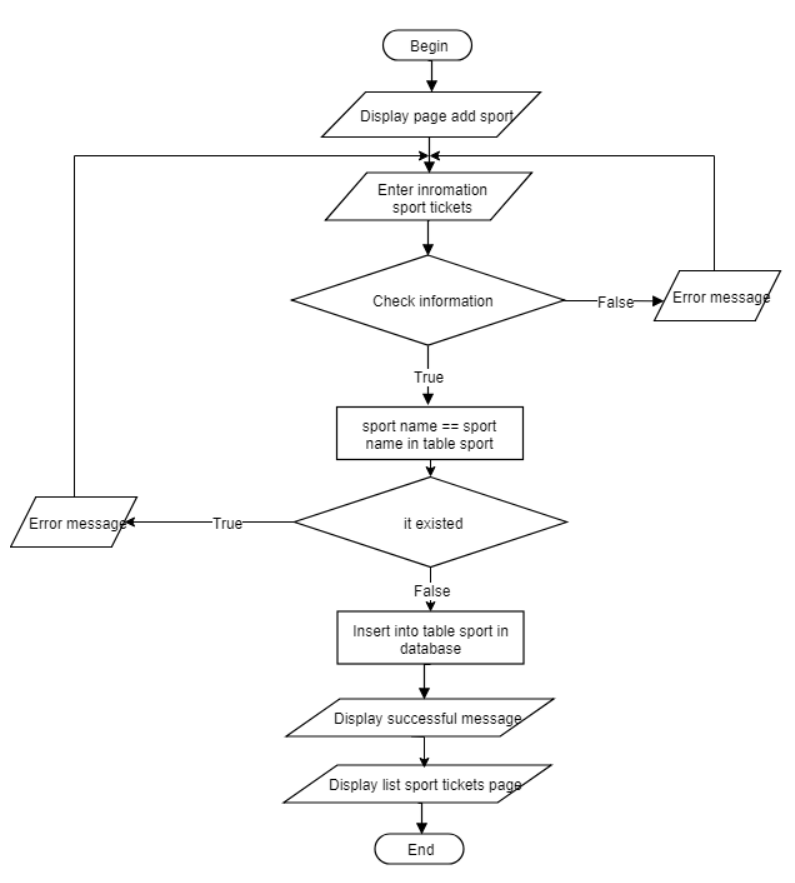 Begin
Display page add sport
Enter inromation
sport tickets
Check information
False
Error message
True
sport name == sport
name in table sport
it existed
True
Error message
False
Insert into table sport in
database
Display successful message
Display list sport tickets page
End